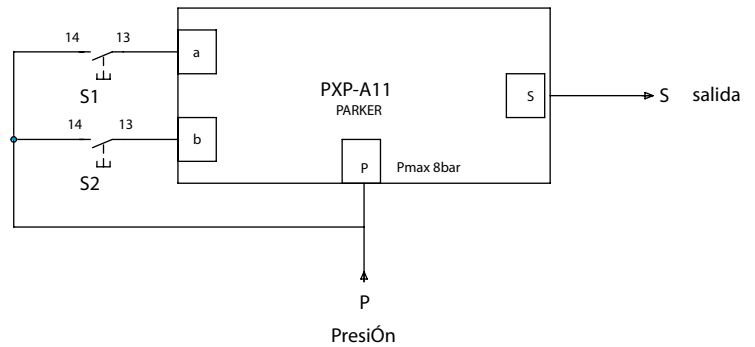 14 13
S1
a
14 13
S2
b
PXP-A11
PARKER
S
S salida
P
Pmax 8bar
P
PresiÓn